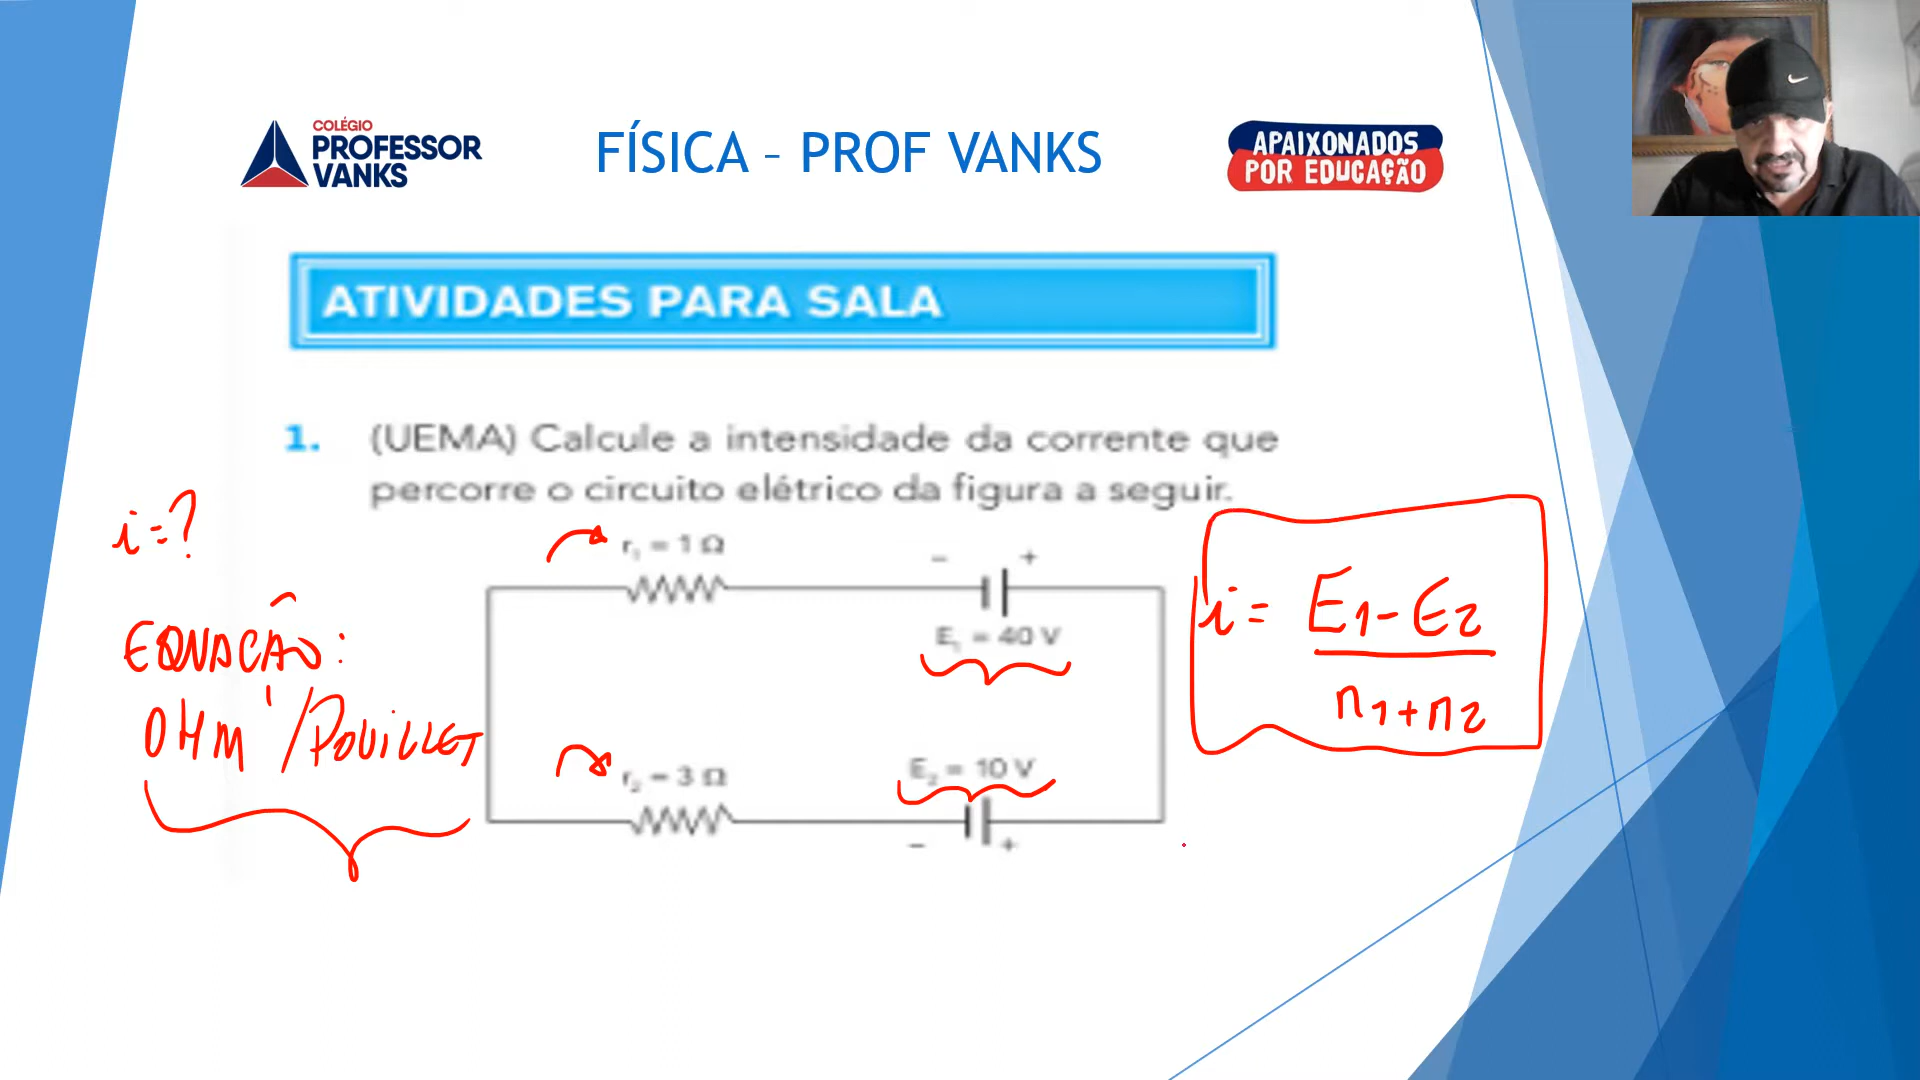 COLÉGIO
PROFESSOR
VANKS
FÍSICA – PROF VANKS
APAIXONADOS
POR EDUCAÇÃO
ATIVIDADES PARA SALA
1. (UEMA) Calcule a intensidade da corrente que
percorre o circuito elétrico da figura a seguir.
i=?
EQUAÇÃO:
OHM / POUILLET
r₁ = 1 Ω
– +
E₁ = 40 V
r₂ = 3 Ω
E₂ = 10 V
– +
i = E1 - E2
r1 + r2